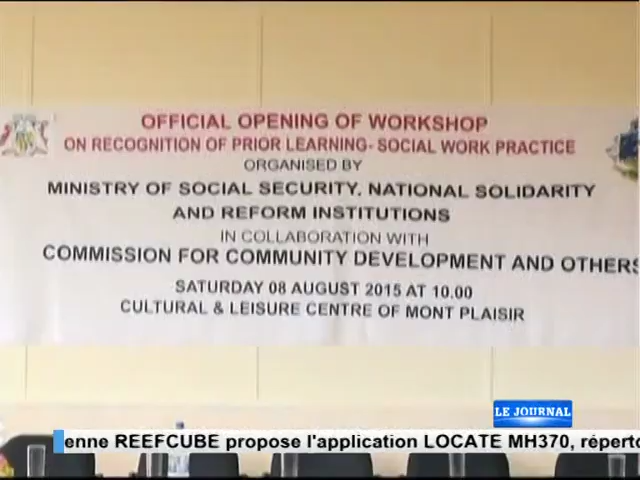 OFFICIAL OPENING OF WORKSHOP
ON RECOGNITION OF PRIOR LEARNING- SOCIAL WORK PRACTICE
ORGANISED BY
MINISTRY OF SOCIAL SECURITY, NATIONAL SOLIDARITY
AND REFORM INSTITUTIONS
IN COLLABORATION WITH
COMMISSION FOR COMMUNITY DEVELOPMENT AND OTHERS
SATURDAY 08 AUGUST 2015 AT 10.00
CULTURAL & LEISURE CENTRE OF MONT PLAISIR
LE JOURNAL
enne REEFCUBE propose l'application LOCATE MH370, réperto